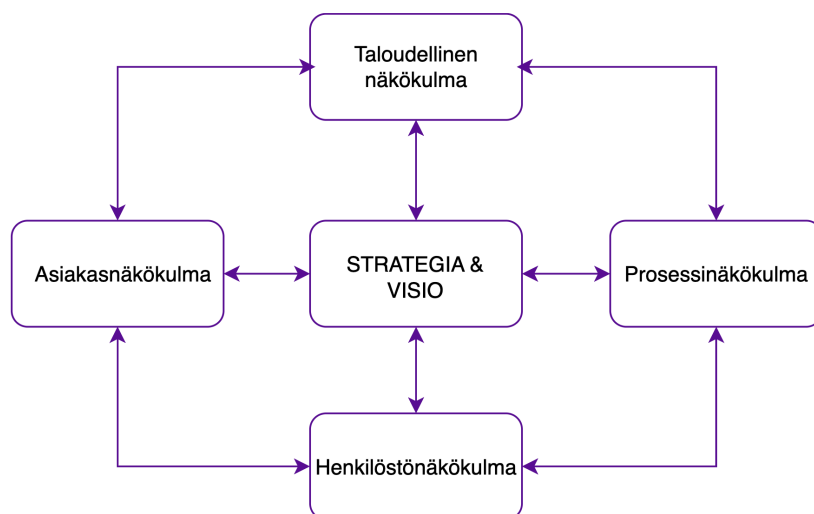 Taloudellinen
näkökulma
Asiakasnäkökulma
STRATEGIA &
VISIO
Prosessinäkökulma
Henkilöstönäkökulma